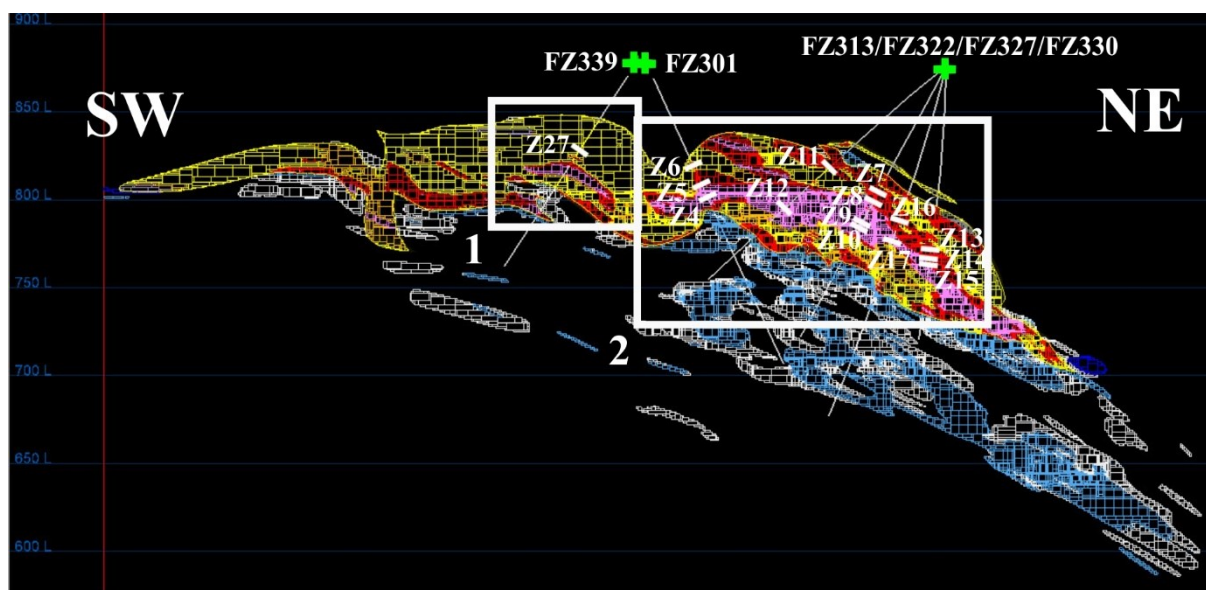 900 L
FZ313/FZ322/FZ327/FZ330
FZ339 FZ301
SW
NE
850 L
Z27
Z6
Z11
Z7
Z5
Z12
Z8
Z4
Z16
800 L
Z9
Z10
Z13
Z17
Z14
Z15
1
750 L
2
700 L
650 L
600 L